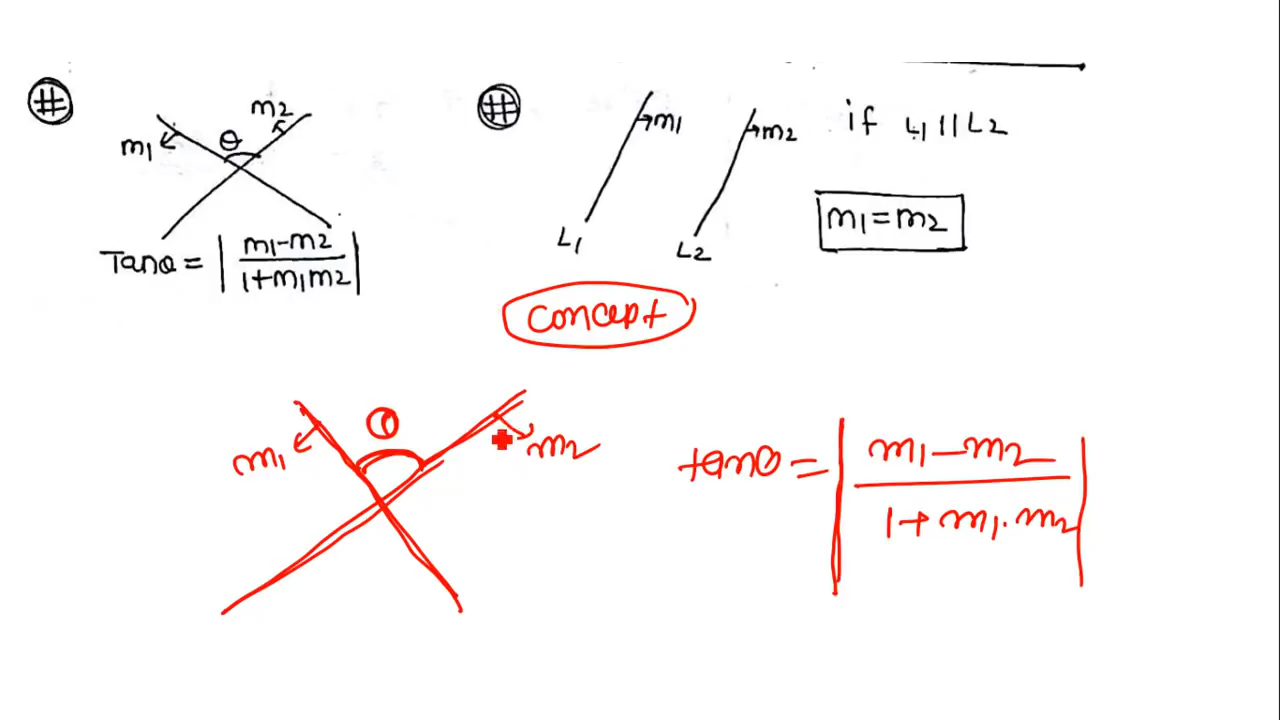 # m1 θ m2
Tanθ = | m1-m2 / 1+m1m2 |
# m1 m2 if L1 || L2
m1 = m2
L1 L2
concept
m1 θ m2
tanθ = | m1-m2 / 1+m1.m2 |